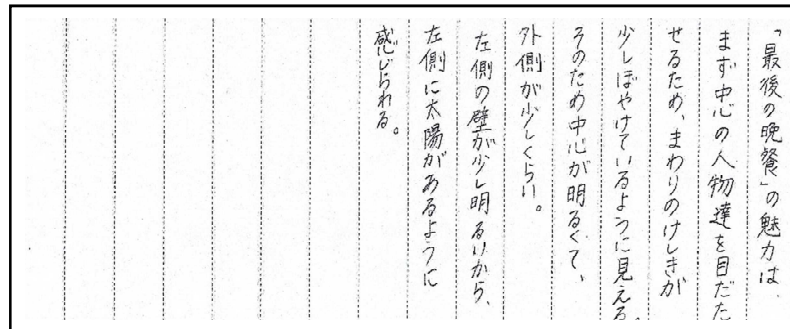 「最後の晩餐」の魅力は、
まず中心の人物達を目だた
せるため、まわりのけしきが
少しぼやけているように見える。
そのため中心が明るくて、
外側が少しくらい。
左側の壁が少し明るいから、
左側に太陽があるように
感じられる。